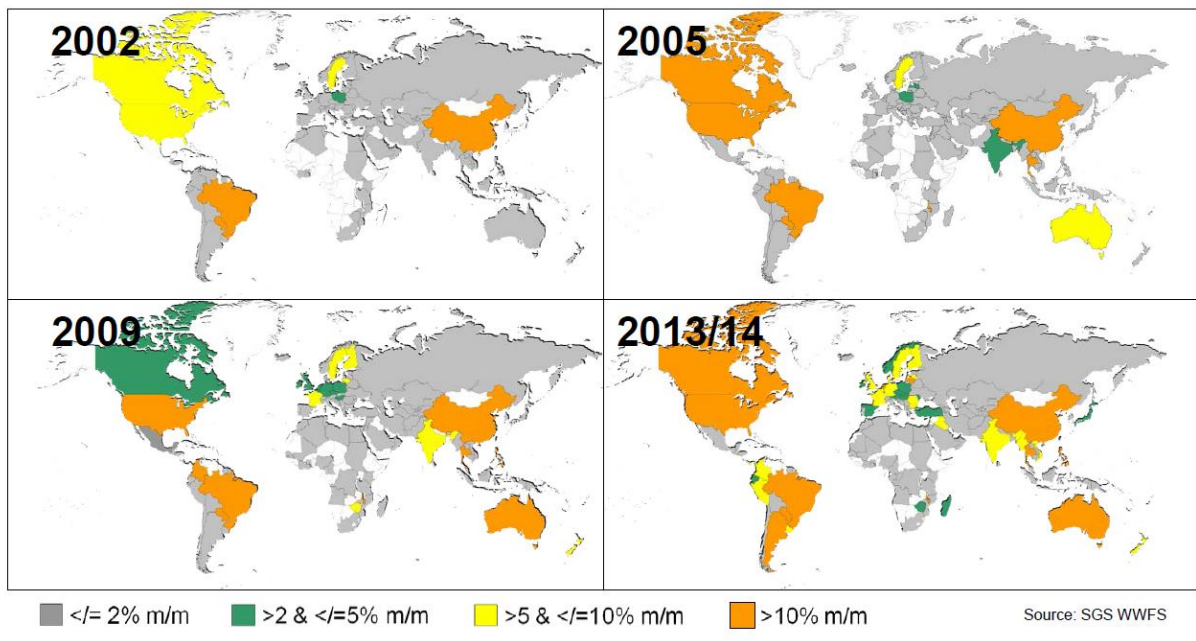 2002
2005
2009
2013/14
</= 2% m/m
>2 & </=5% m/m
>5 & </=10% m/m
>10% m/m
Source: SGS WWFS